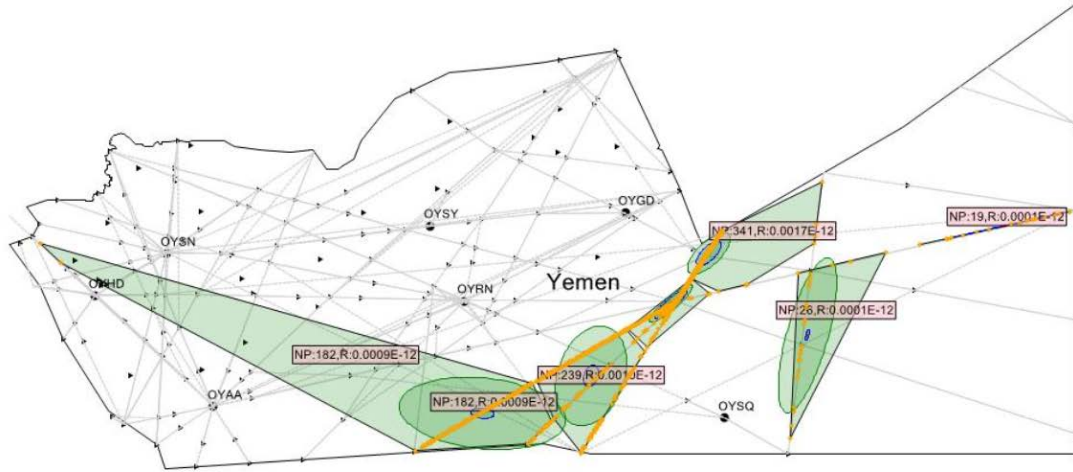 OYGD
OYSY
NP:341,R:0.0017E-12
NP:19,R:0.0001E-12
OYSN
Yemen
OYHD
OYRN
NP:26,R:0.0001E-12
NP:182,R:0.0009E-12
NP:239,R:0.0010E-12
NP:182,R:0.0009E-12
OYAA
OYSQ